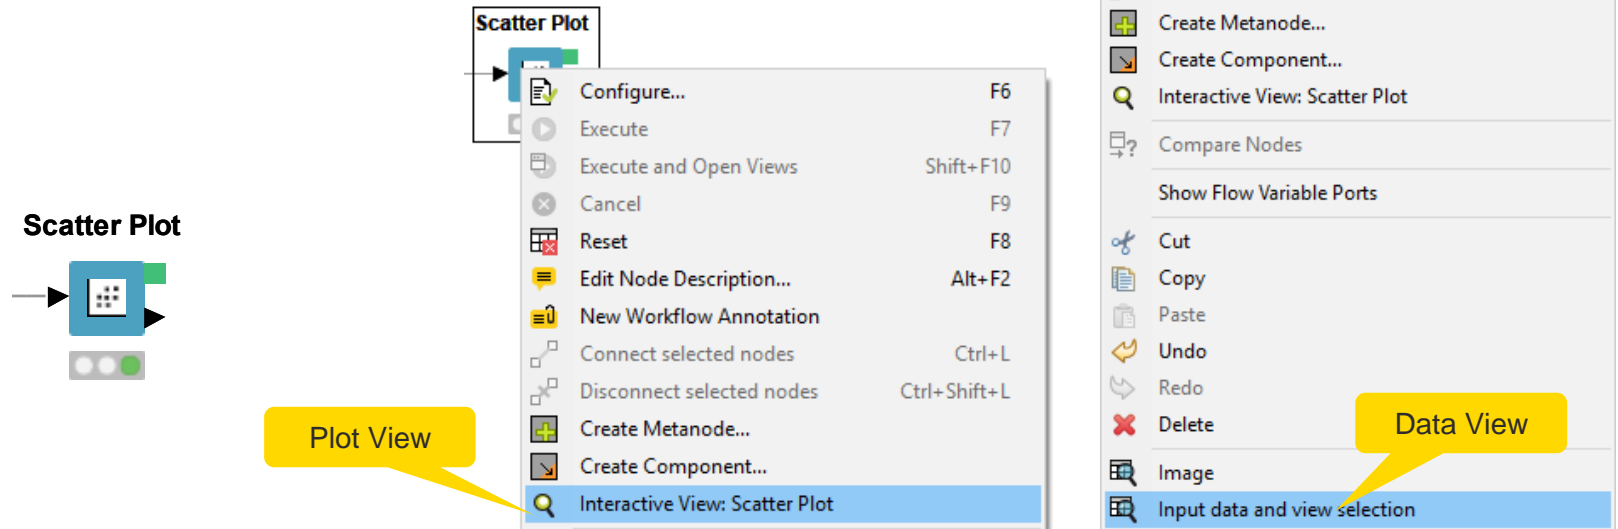 Scatter Plot
Scatter Plot
Configure... F6
Execute F7
Execute and Open Views Shift+F10
Cancel F9
Reset F8
Edit Node Description... Alt+F2
New Workflow Annotation
Connect selected nodes Ctrl+L
Disconnect selected nodes Ctrl+Shift+L
Create Metanode...
Create Component...
Interactive View: Scatter Plot
Plot View
Create Metanode...
Create Component...
Interactive View: Scatter Plot
Compare Nodes
Show Flow Variable Ports
Cut
Copy
Paste
Undo
Redo
Delete
Image
Input data and view selection
Data View